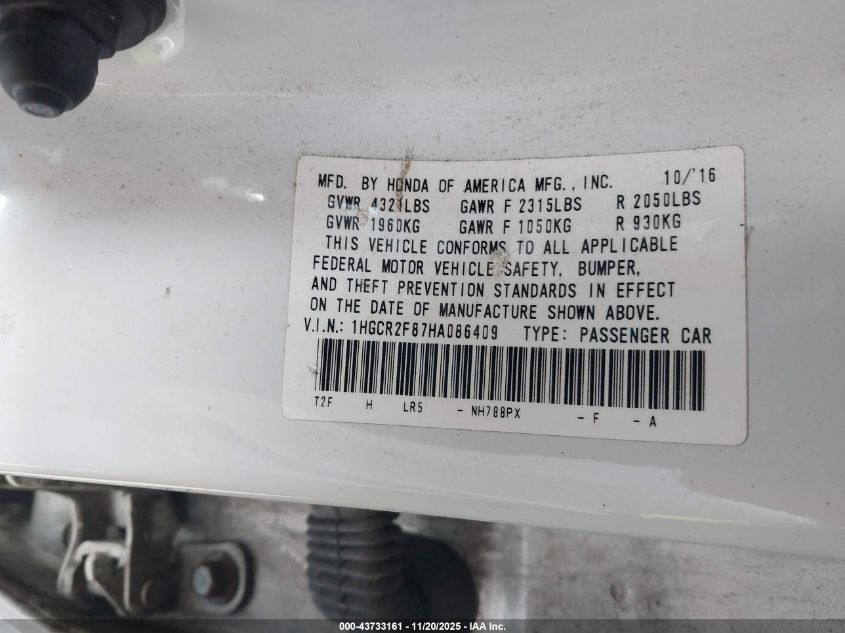 MFD. BY HONDA OF AMERICA MFG., INC. 10/'16
GVWR 4321LBS GAWR F 2315LBS R 2050LBS
GVWR 1960KG GAWR F 1050KG R 930KG
THIS VEHICLE CONFORMS TO ALL APPLICABLE
FEDERAL MOTOR VEHICLE SAFETY, BUMPER,
AND THEFT PREVENTION STANDARDS IN EFFECT
ON THE DATE OF MANUFACTURE SHOWN ABOVE.
V.I.N.: 1HGCR2F87HA086409 TYPE: PASSENGER CAR
T2F H LR5 - NH788PX - F - A
000-43733161 - 11/20/2025 - IAA Inc.